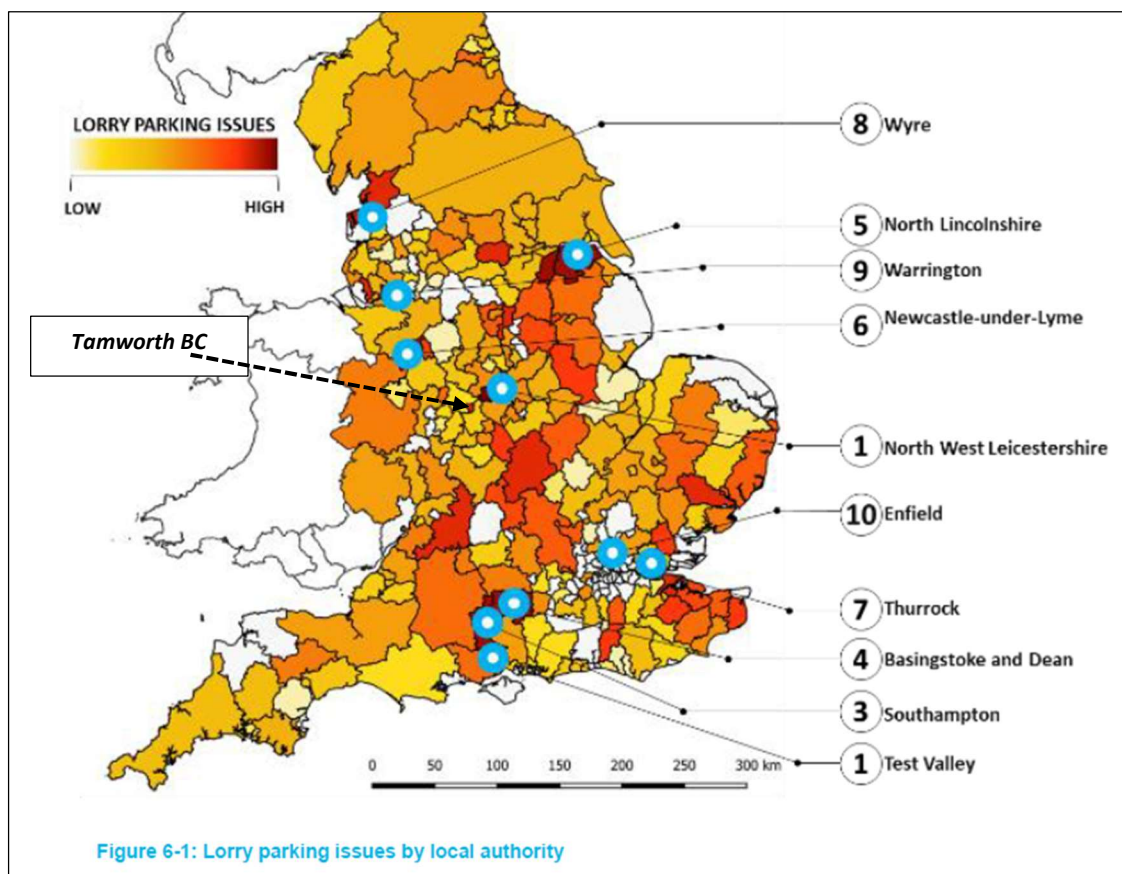 LORRY PARKING ISSUES
LOW HIGH
Tamworth BC
8 Wyre
5 North Lincolnshire
9 Warrington
6 Newcastle-under-Lyme
1 North West Leicestershire
10 Enfield
7 Thurrock
4 Basingstoke and Dean
3 Southampton
1 Test Valley
0 50 100 150 200 250 300 km
Figure 6-1: Lorry parking issues by local authority